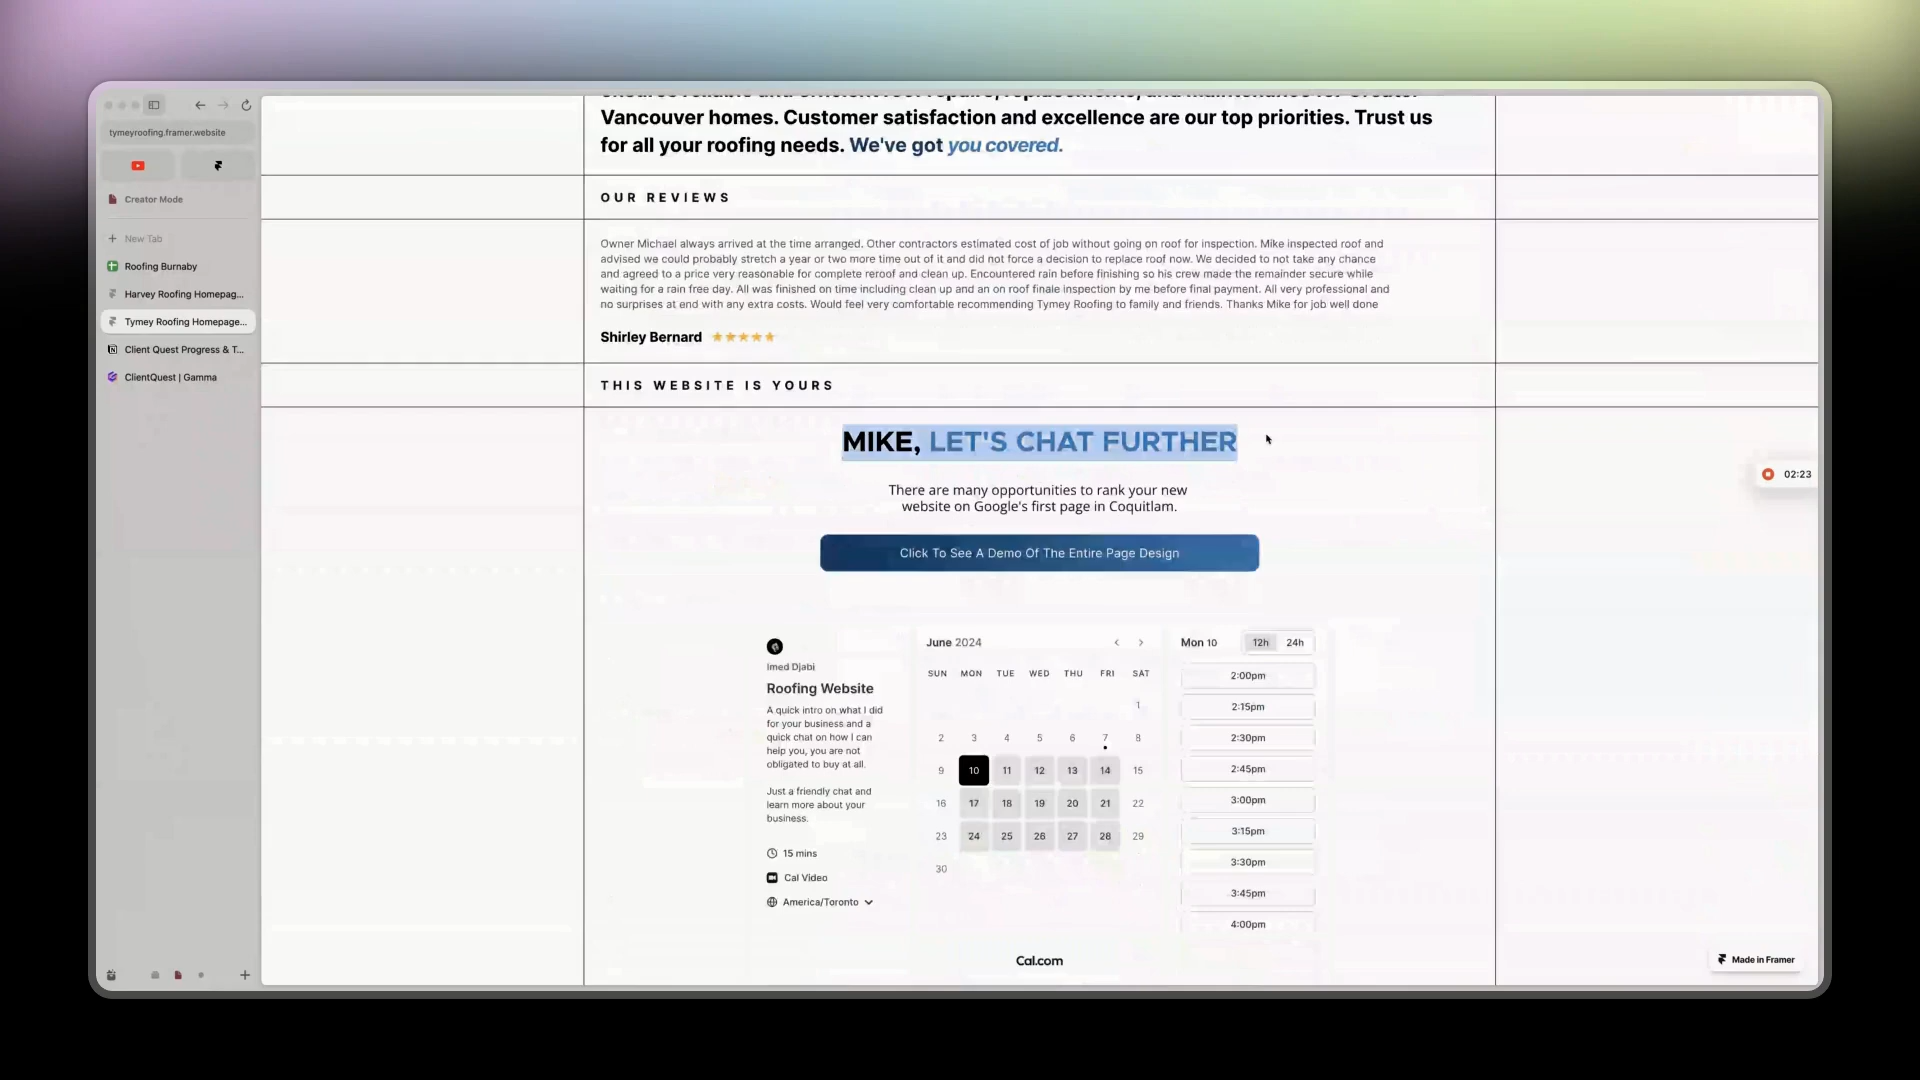 tymeyroofing.framer.website
Creator Mode
New Tab
Roofing Burnaby
Harvey Roofing Homepag...
Tymey Roofing Homepage...
Client Quest Progress & T...
ClientQuest | Gamma
Vancouver homes. Customer satisfaction and excellence are our top priorities. Trust us
for all your roofing needs. We've got you covered.
OUR REVIEWS
Owner Michael always arrived at the time arranged. Other contractors estimated cost of job without going on roof for inspection. Mike inspected roof and
advised we could probably stretch a year or two more time out of it and did not force a decision to replace roof now. We decided to not take any chance
and agreed to a price very reasonable for complete reroof and clean up. Encountered rain before finishing so his crew made the remainder secure while
waiting for a rain free day. All was finished on time including clean up and an on roof finale inspection by me before final payment. All very professional and
no surprises at end with any extra costs. Would feel very comfortable recommending Tymey Roofing to family and friends. Thanks Mike for job well done
Shirley Bernard
THIS WEBSITE IS YOURS
MIKE, LET'S CHAT FURTHER
There are many opportunities to rank your new
website on Google's first page in Coquitlam.
Click To See A Demo Of The Entire Page Design
Imed Djabi
Roofing Website
A quick intro on what I did
for your business and a
quick chat on how I can
help you, you are not
obligated to buy at all.
Just a friendly chat and
learn more about your
business.
15 mins
Cal Video
America/Toronto
June 2024
SUN MON TUE WED THU FRI SAT
1
2 3 4 5 6 7 8
9 10 11 12 13 14 15
16 17 18 19 20 21 22
23 24 25 26 27 28 29
30
Mon 10 12h 24h
2:00pm
2:15pm
2:30pm
2:45pm
3:00pm
3:15pm
3:30pm
3:45pm
4:00pm
Cal.com
02:23
Made in Framer